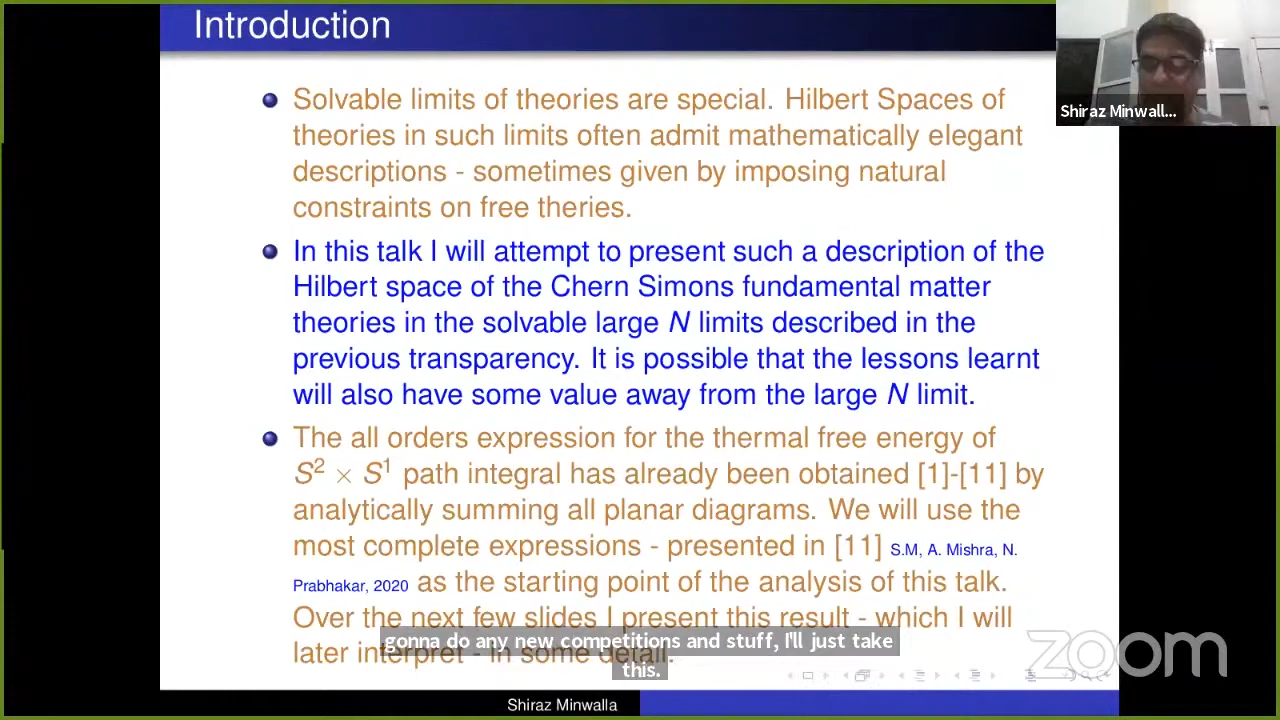 Introduction
Solvable limits of theories are special. Hilbert Spaces of
theories in such limits often admit mathematically elegant
descriptions - sometimes given by imposing natural
constraints on free theries.
In this talk I will attempt to present such a description of the
Hilbert space of the Chern Simons fundamental matter
theories in the solvable large N limits described in the
previous transparency. It is possible that the lessons learnt
will also have some value away from the large N limit.
The all orders expression for the thermal free energy of
S² × S¹ path integral has already been obtained [1]-[11] by
analytically summing all planar diagrams. We will use the
most complete expressions - presented in [11] S.M, A. Mishra, N.
Prabhakar, 2020 as the starting point of the analysis of this talk.
Over the next few slides I present this result - which I will
later interpret - in some detail.
gonna do any new competitions and stuff, I'll just take
this.
Shiraz Minwalla
Shiraz Minwall...
zoom